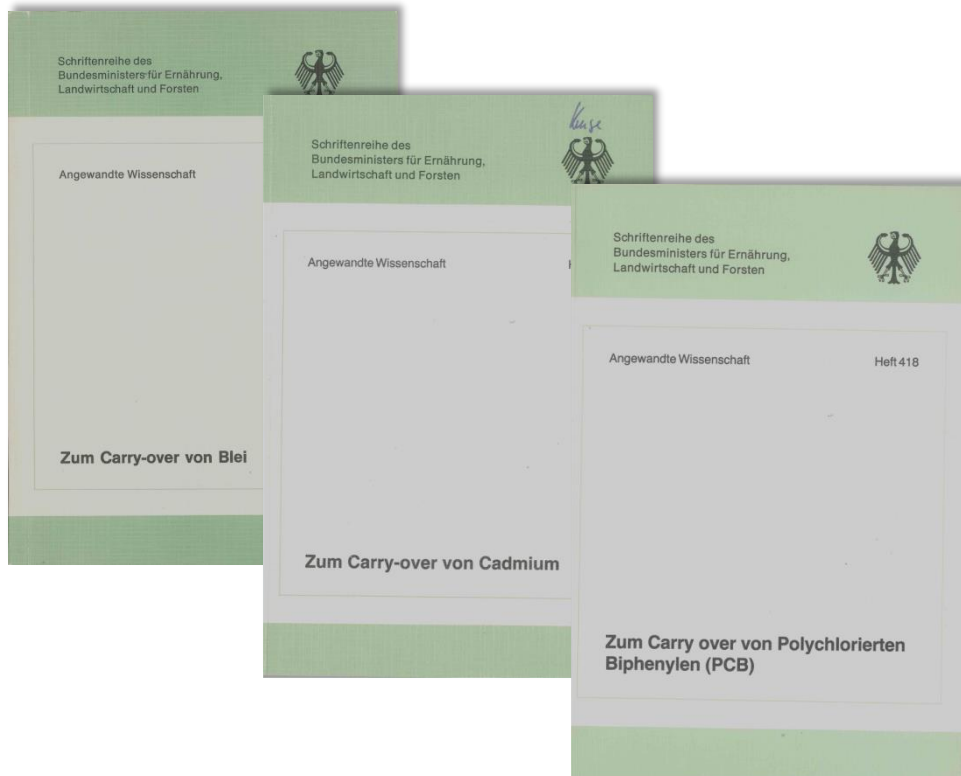 Schriftenreihe des
Bundesministers für Ernährung,
Landwirtschaft und Forsten
Angewandte Wissenschaft
Zum Carry-over von Blei
Schriftenreihe des
Bundesministers für Ernährung,
Landwirtschaft und Forsten
Angewandte Wissenschaft
Zum Carry-over von Cadmium
Schriftenreihe des
Bundesministers für Ernährung,
Landwirtschaft und Forsten
Angewandte Wissenschaft Heft 418
Zum Carry over von Polychlorierten
Biphenylen (PCB)